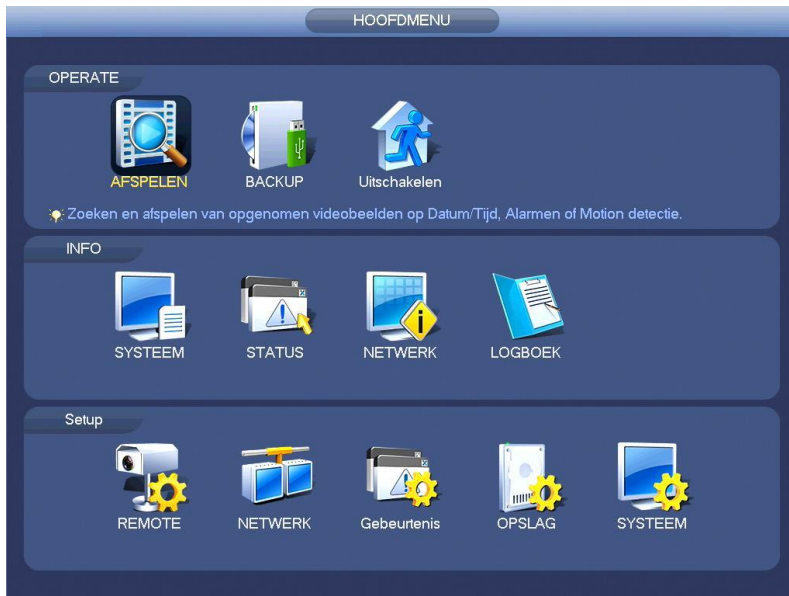 HOOFDMENU
OPERATE
AFSPELEN BACKUP Uitschakelen
Zoeken en afspelen van opgenomen videobeelden op Datum/Tijd, Alarmen of Motion detectie.
INFO
SYSTEEM STATUS NETWERK LOGBOEK
Setup
REMOTE NETWERK Gebeurtenis OPSLAG SYSTEEM